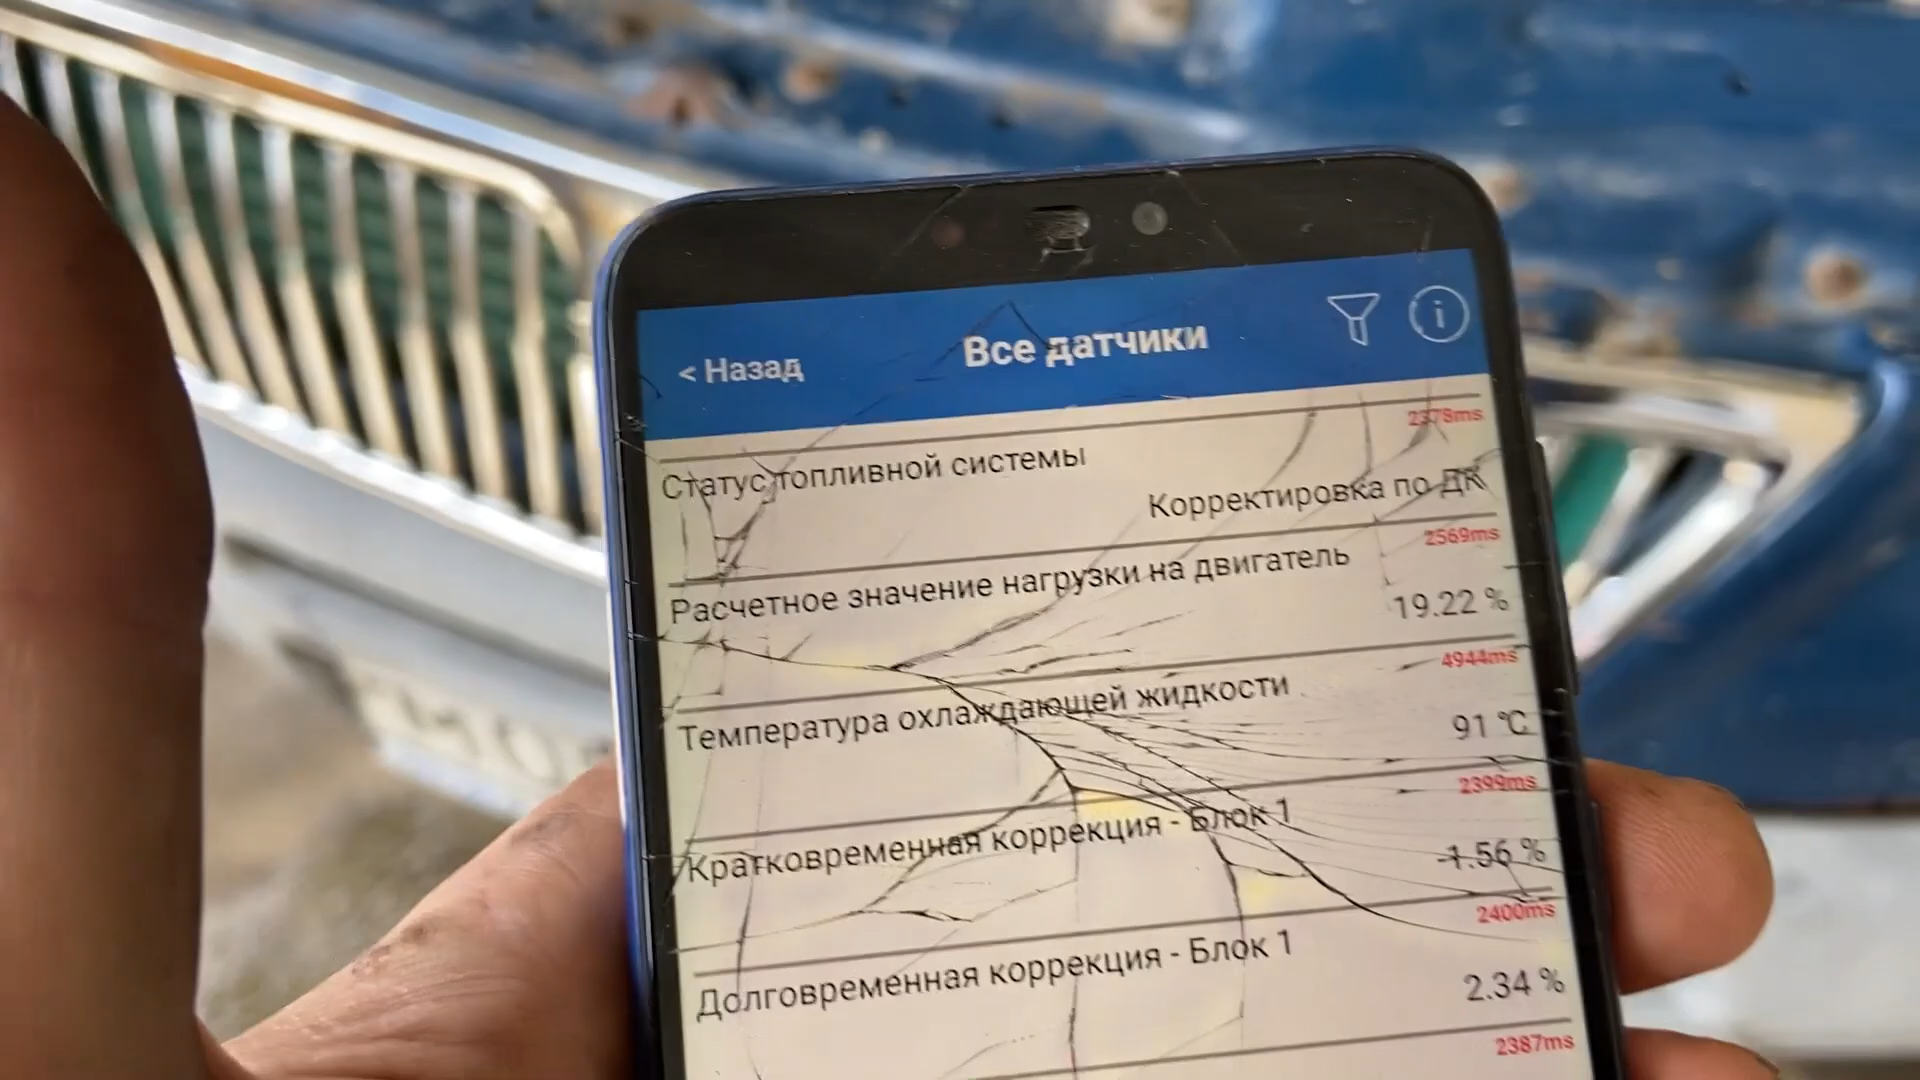 < Назад
Все датчики
2378ms
Статус топливной системы
Корректировка по ДК
2569ms
Расчетное значение нагрузки на двигатель
19.22 %
4944ms
Температура охлаждающей жидкости
91 °C
2399ms
Кратковременная коррекция - Блок 1
-1.56 %
2400ms
Долговременная коррекция - Блок 1
2.34 %
2387ms